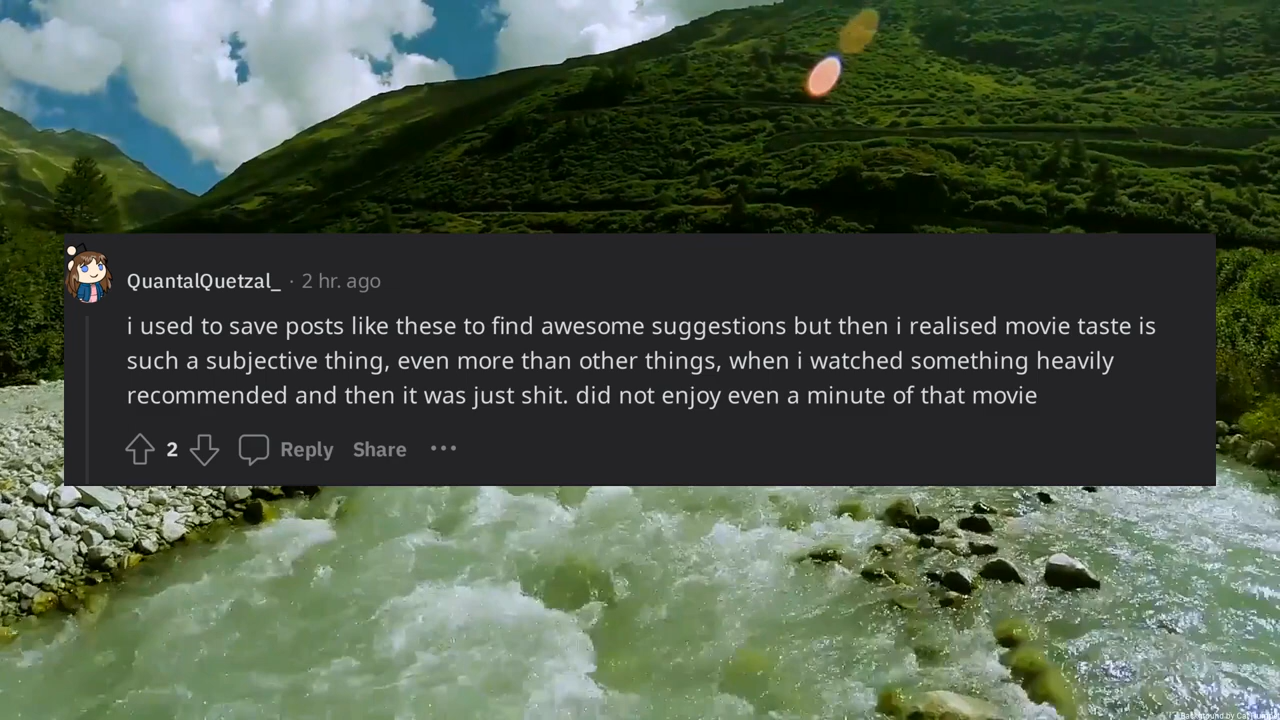 QuantalQuetzal_ · 2 hr. ago
i used to save posts like these to find awesome suggestions but then i realised movie taste is
such a subjective thing, even more than other things, when i watched something heavily
recommended and then it was just shit. did not enjoy even a minute of that movie
2 Reply Share ···
Background by